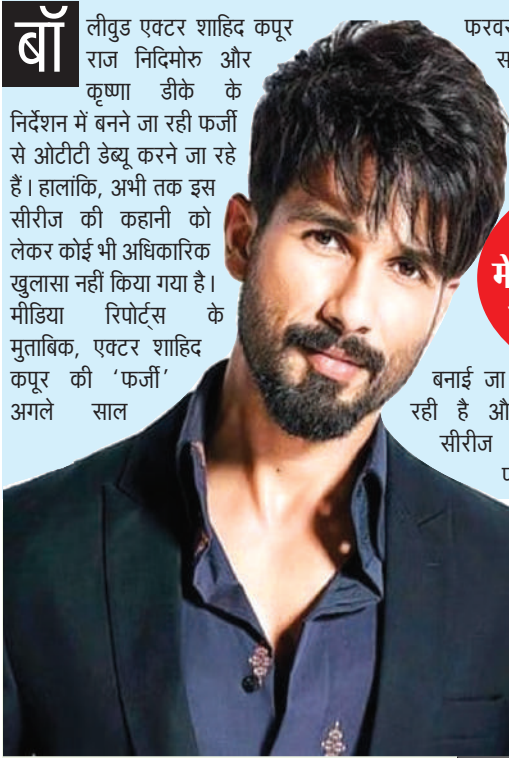 बॉलीवुड एक्टर शाहिद कपूर
राज निदिमोरु और
कृष्णा डीके के
निर्देशन में बनने जा रही फर्जी
से ओटीटी डेब्यू करने जा रहे
हैं। हालांकि, अभी तक इस
सीरीज की कहानी को
लेकर कोई भी अधिकारिक
खुलासा नहीं किया गया है।
मीडिया रिपोर्ट्स के
मुताबिक, एक्टर शाहिद
कपूर की ‘फर्जी’
अगले साल
फरवर
स
में
बनाई जा
रही है औ
सीरीज